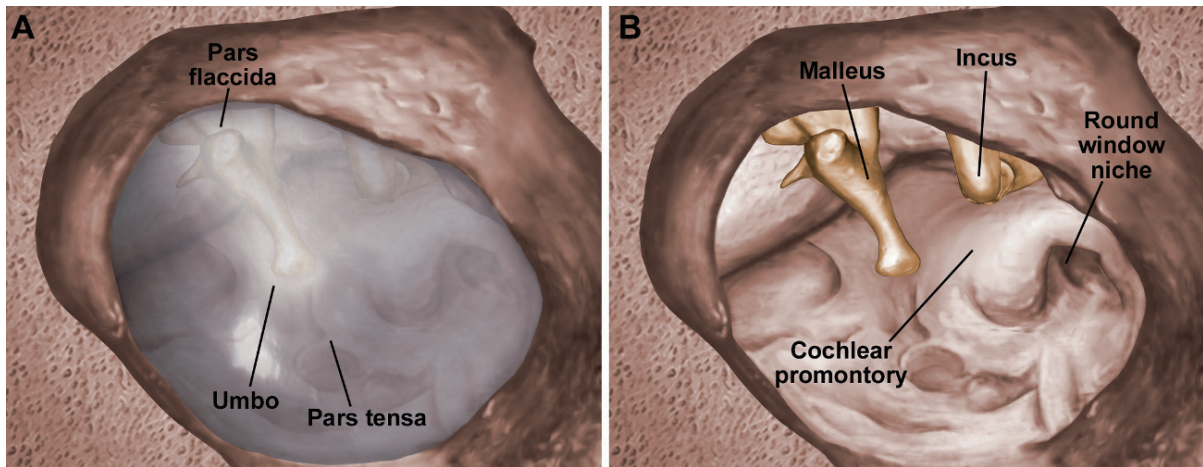 A
Pars
flaccida
Umbo
Pars tensa
B
Malleus
Incus
Round
window
niche
Cochlear
promontory